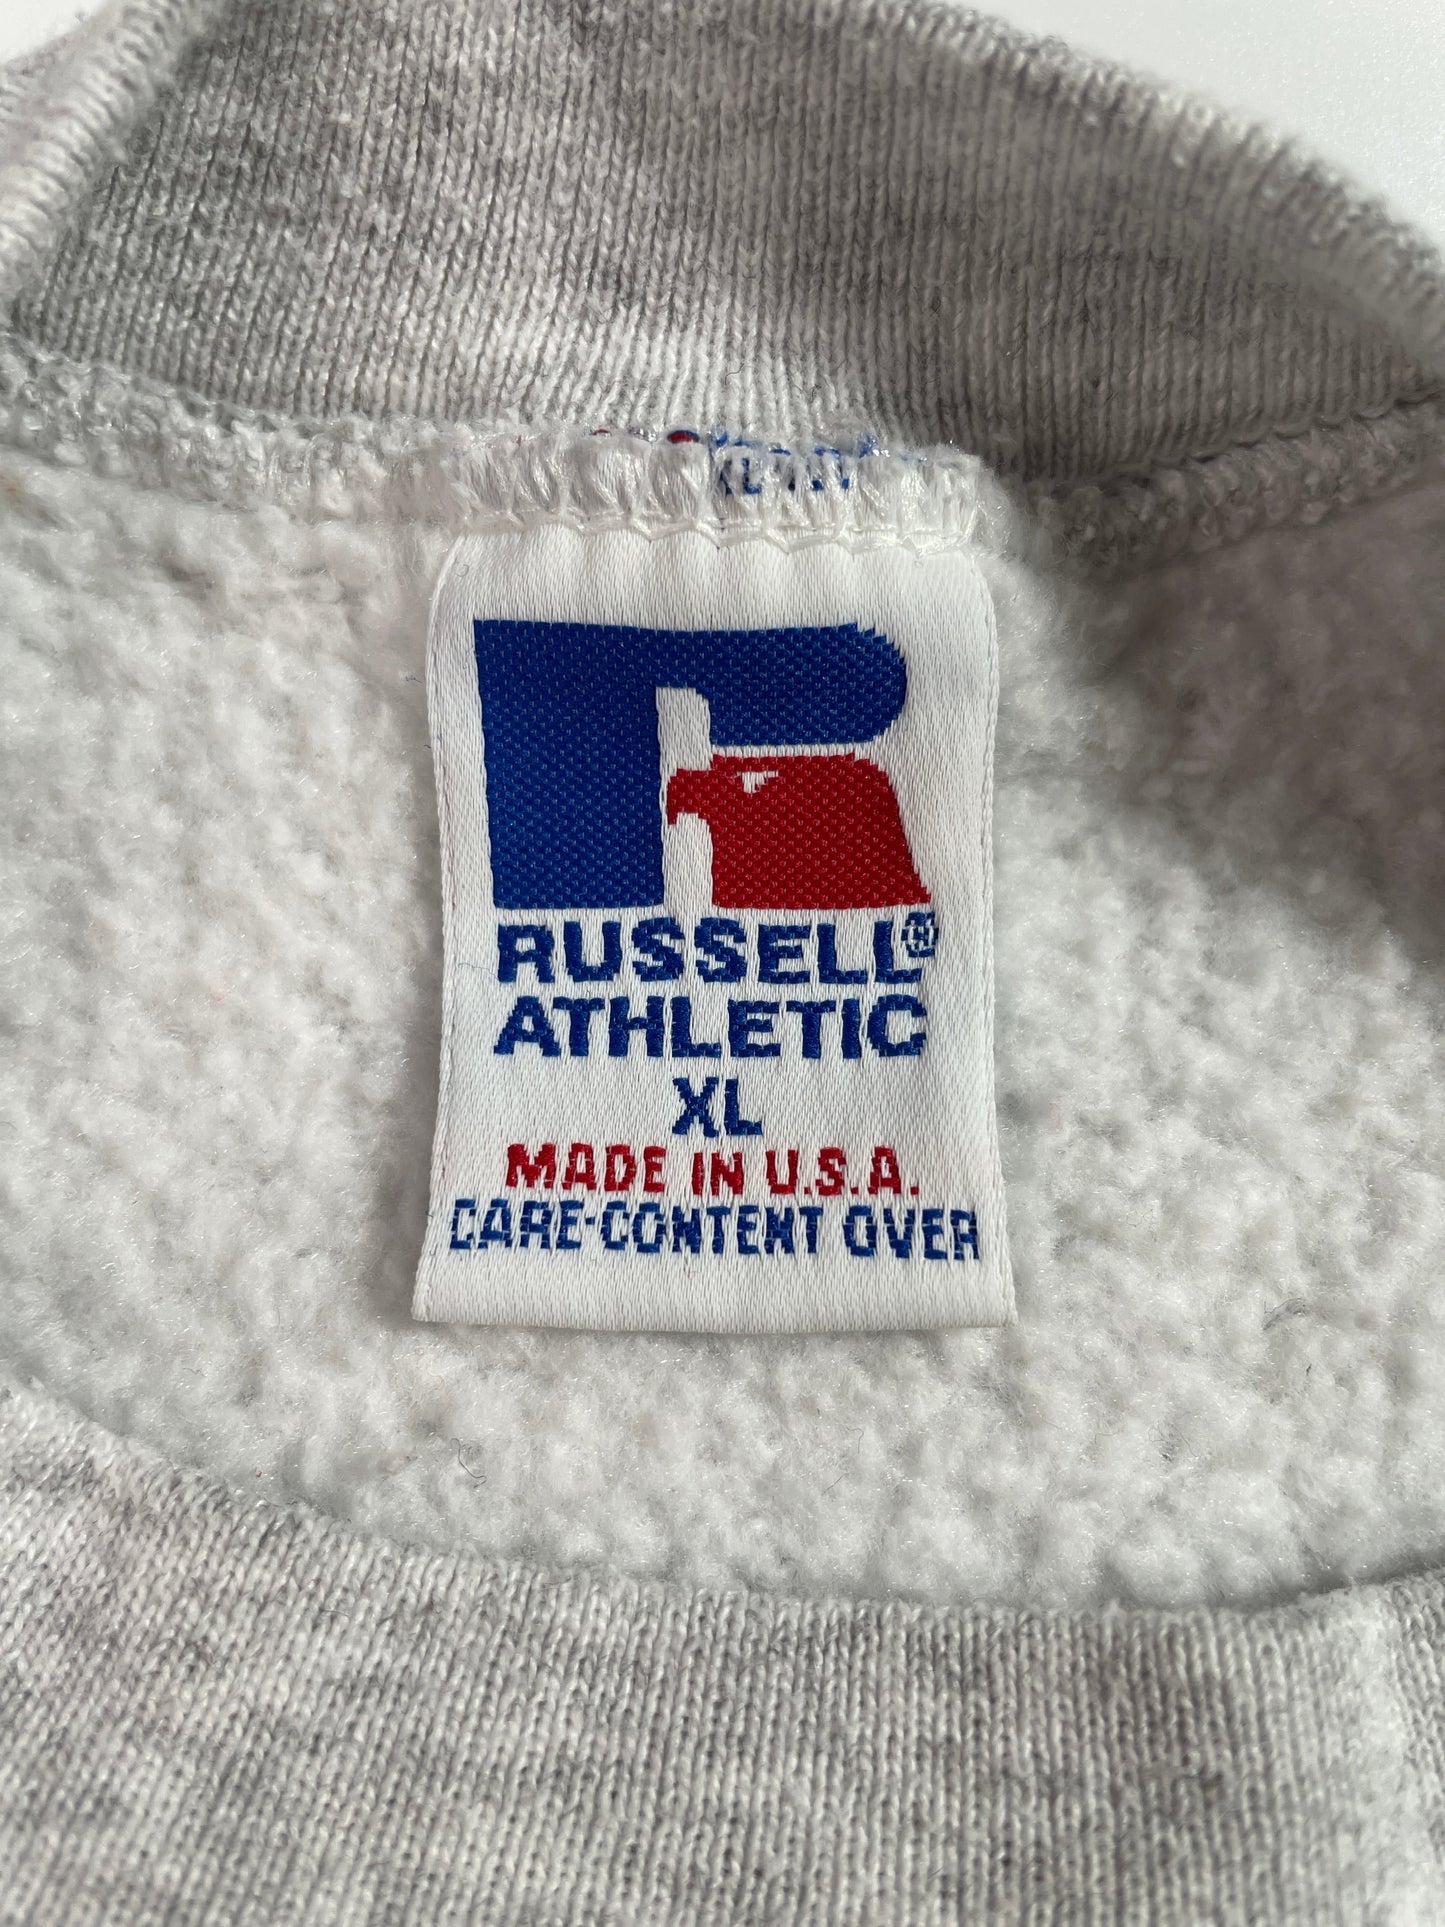 RUSSELL®
ATHLETIC
XL
MADE IN U.S.A.
CARE-CONTENT OVER